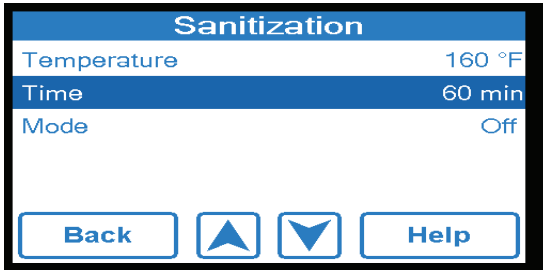 Sanitization
Temperature 160 °F
Time 60 min
Mode Off
Back Help